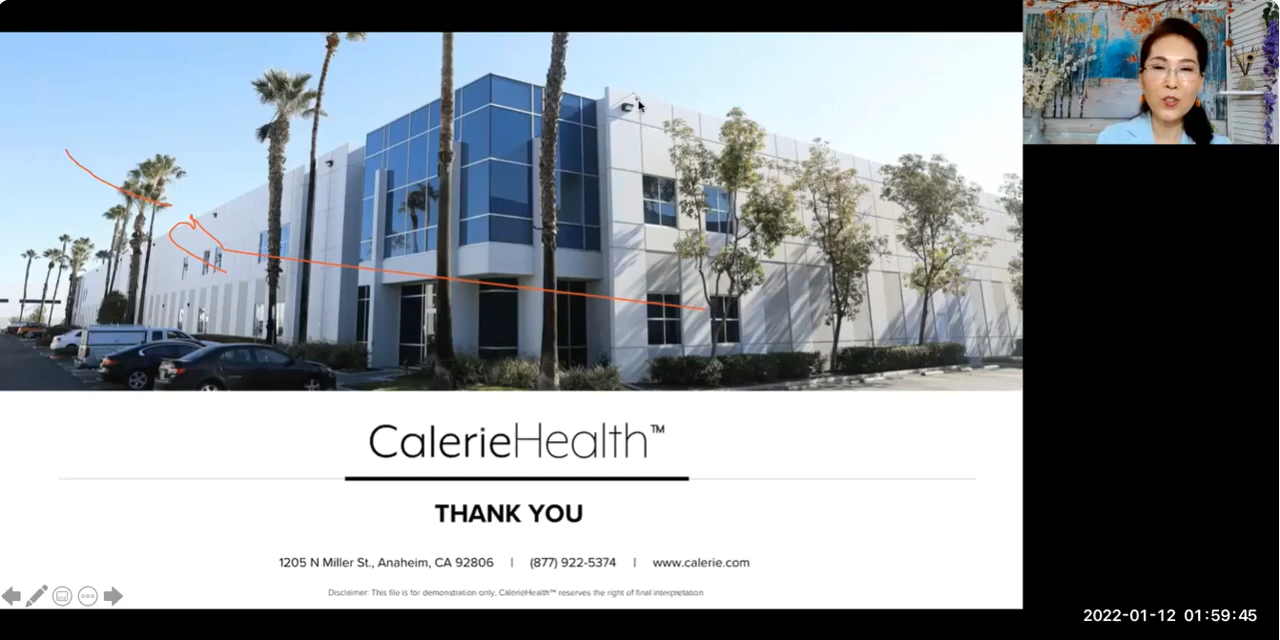 CalerieHealth™
THANK YOU
1205 N Miller St., Anaheim, CA 92806 | (877) 922-5374 | www.calerie.com
Disclaimer: This file is for demonstration only, CalerieHealth™ reserves the right of final interpretation.
2022-01-12 01:59:45